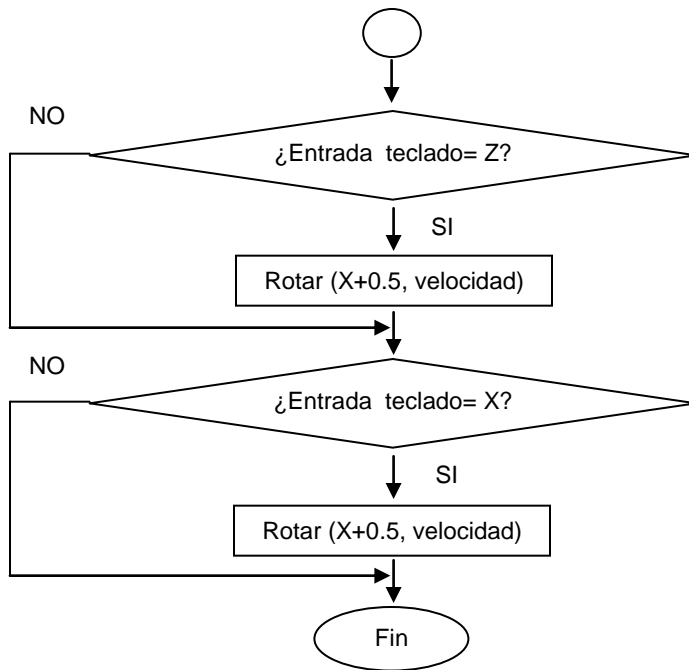 NO
¿Entrada teclado= Z?
SI
Rotar (X+0.5, velocidad)
NO
¿Entrada teclado= X?
SI
Rotar (X+0.5, velocidad)
Fin